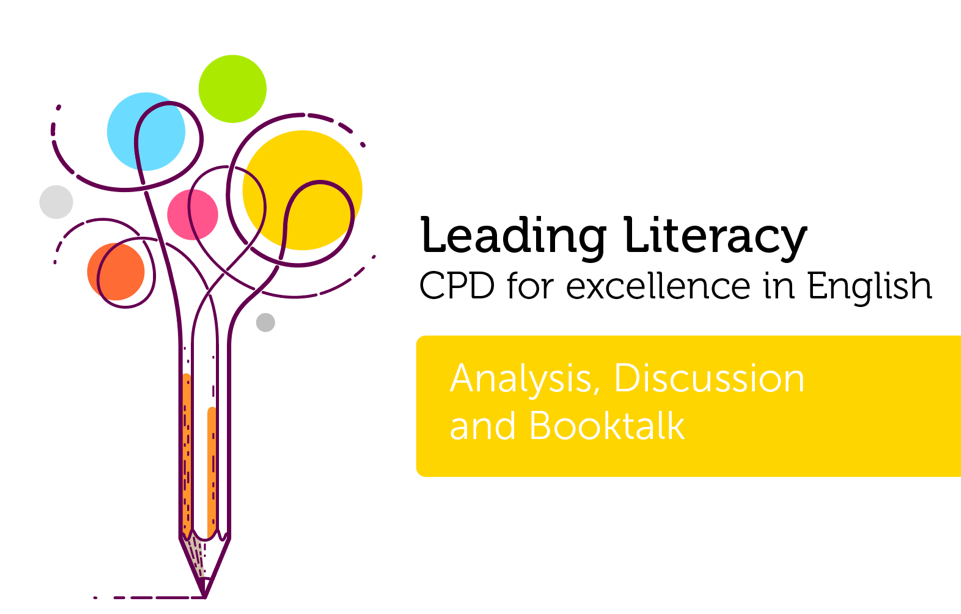 Leading Literacy
CPD for excellence in English
Analysis, Discussion
and Booktalk